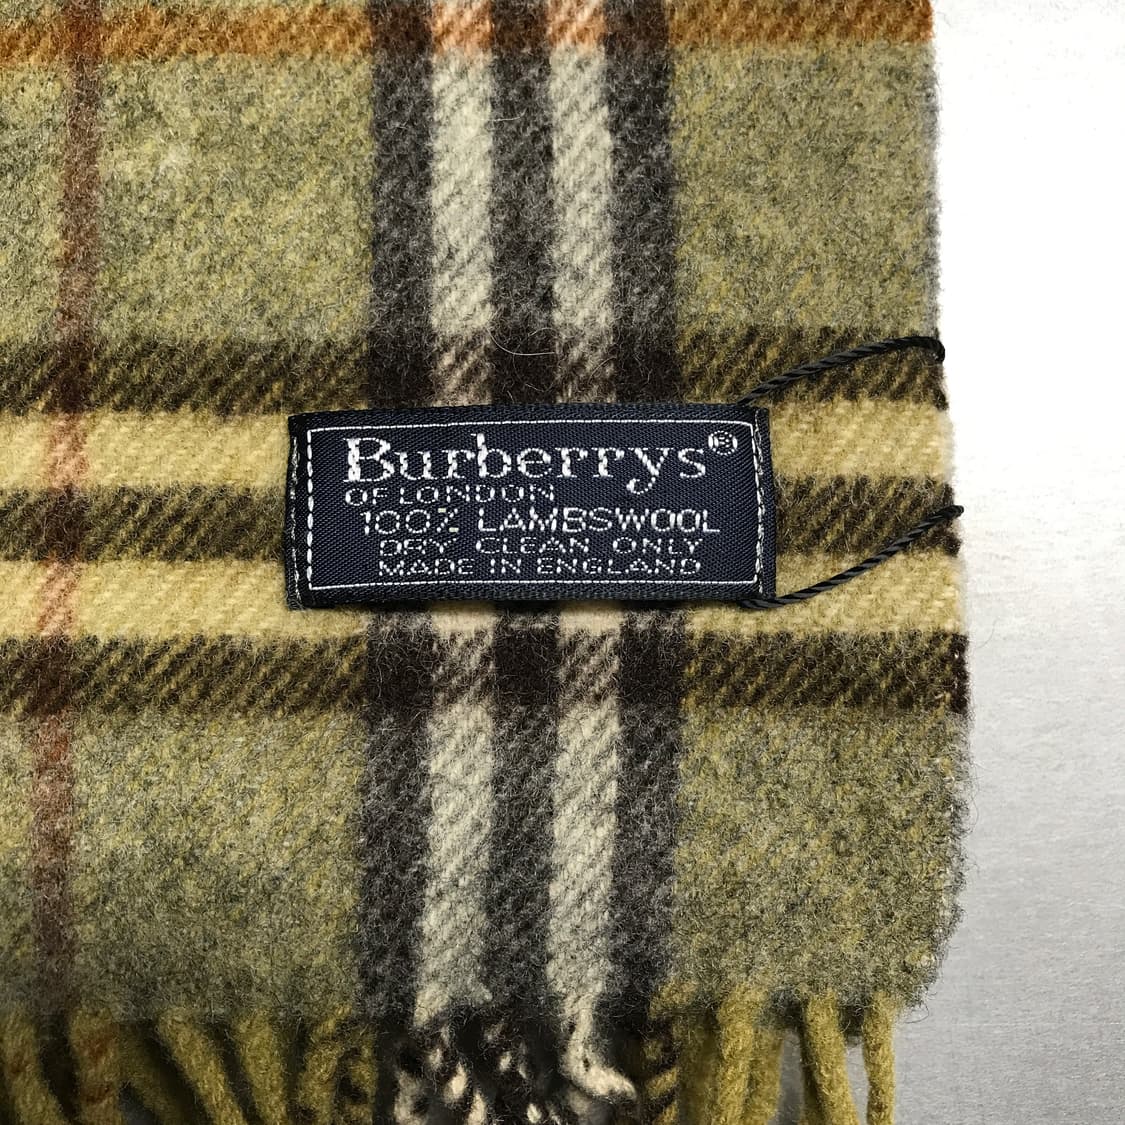 Burberrys®
OF LONDON
100% LAMBSWOOL
DRY CLEAN ONLY
MADE IN ENGLAND